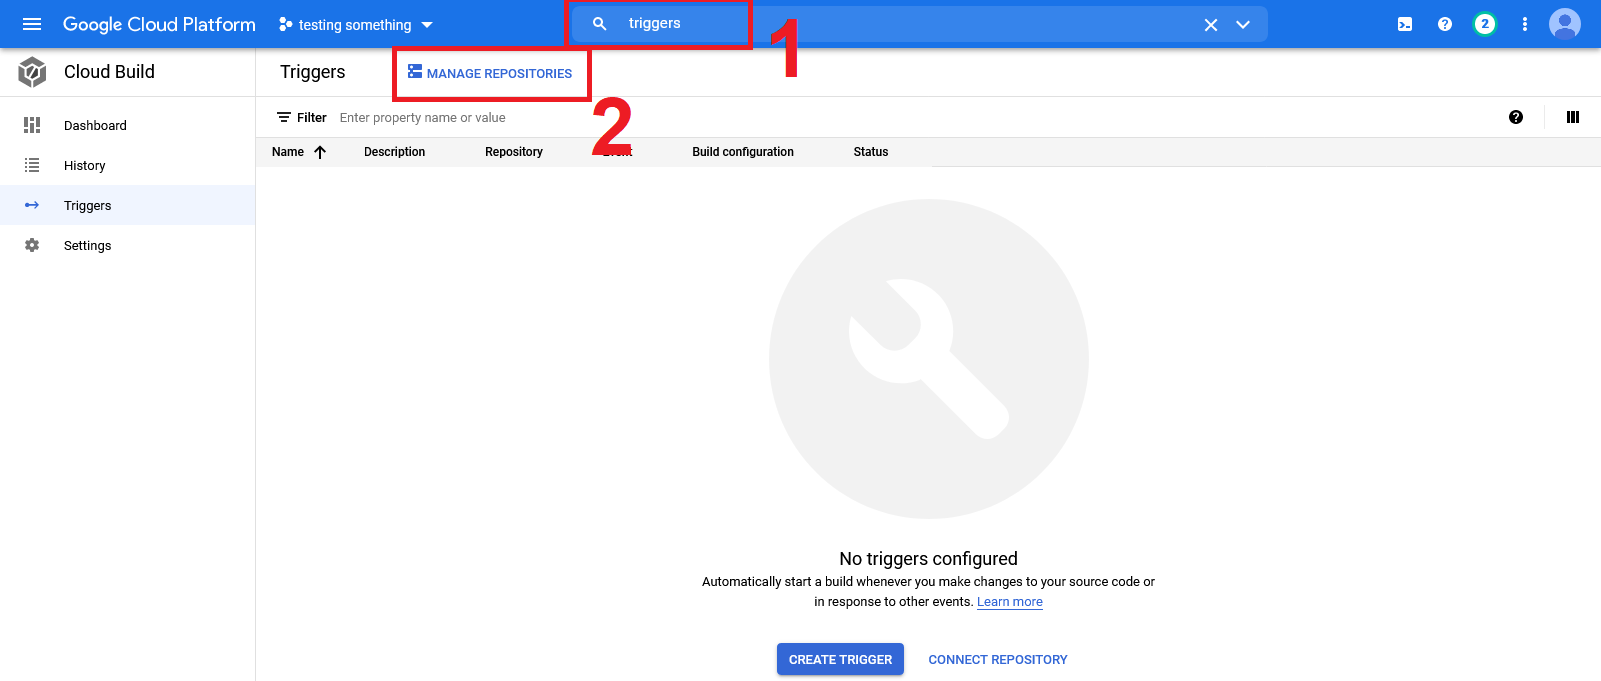 Google Cloud Platform
testing something
triggers
1
2
Cloud Build
Triggers
MANAGE REPOSITORIES
2
Dashboard
History
Triggers
Settings
Filter Enter property name or value
Name Description Repository Event Build configuration Status
No triggers configured
Automatically start a build whenever you make changes to your source code or
in response to other events. Learn more
CREATE TRIGGER CONNECT REPOSITORY